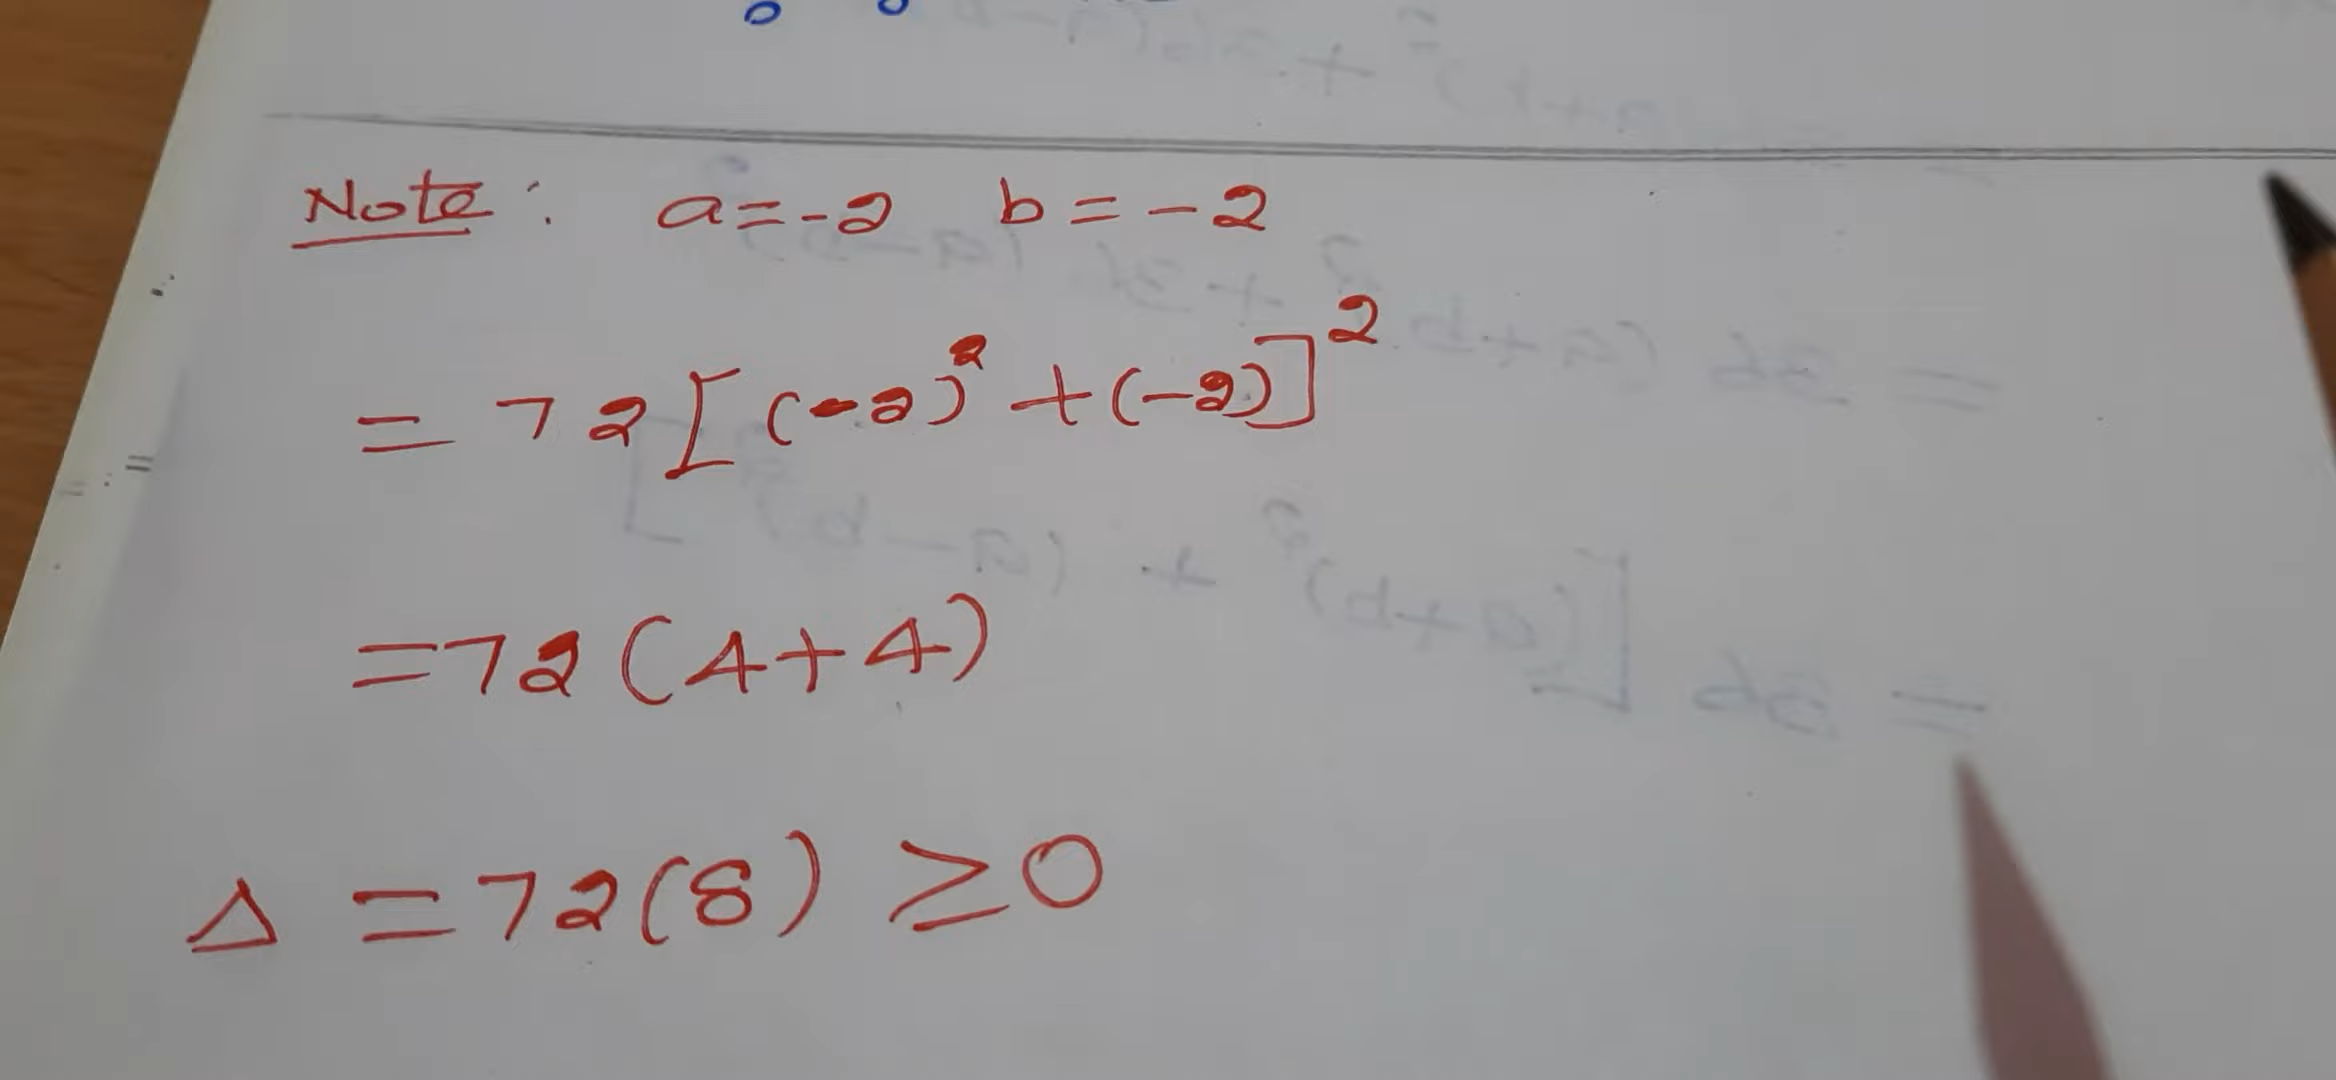 Note : a=-2 b=-2
= 72[(-2)² +(-2)]²
=72(4+4)
Δ =72(8) ≥0